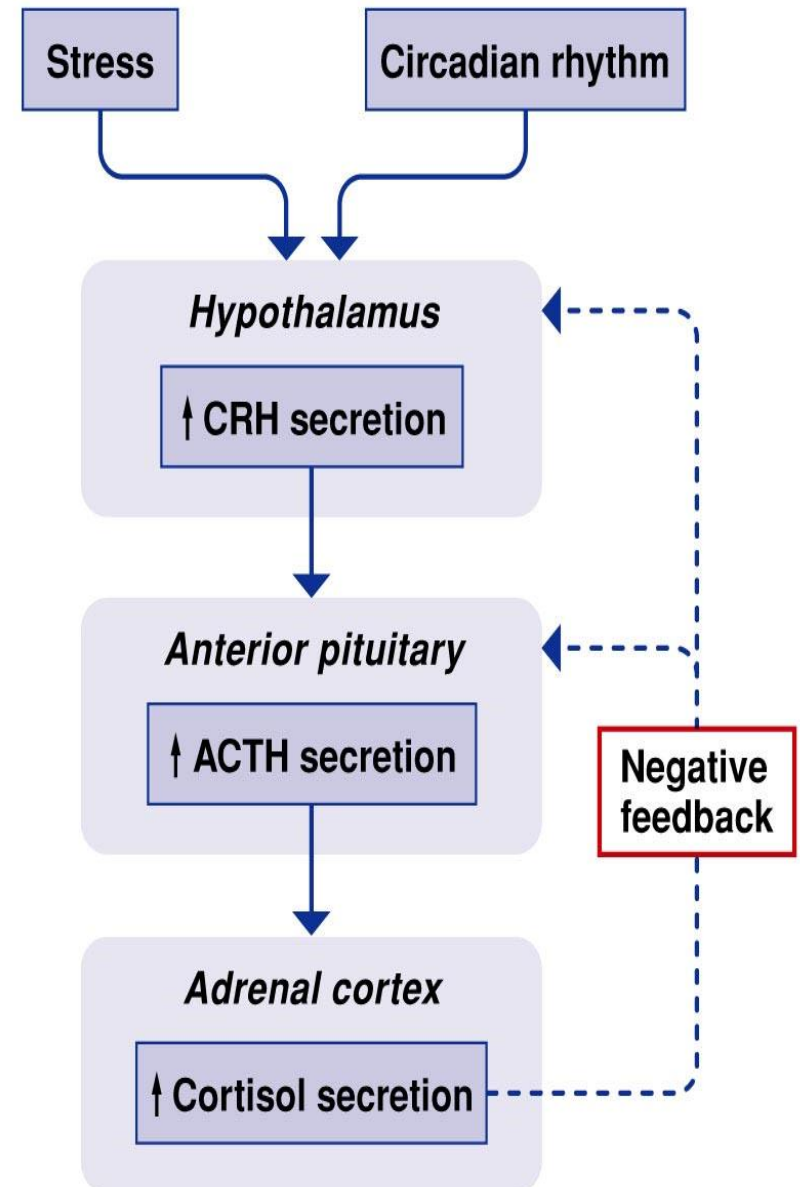 Stress
Circadian rhythm
Hypothalamus
↑ CRH secretion
Anterior pituitary
↑ ACTH secretion
Negative
feedback
Adrenal cortex
↑ Cortisol secretion